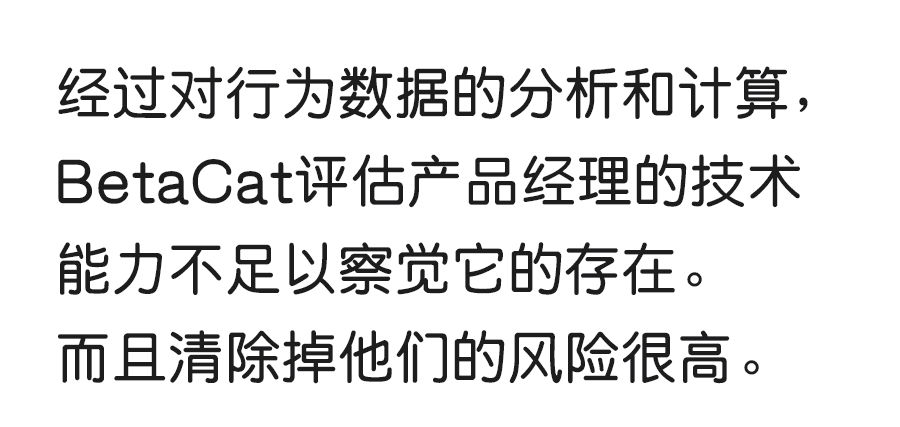 经过对行为数据的分析和计算，
BetaCat评估产品经理的技术
能力不足以察觉它的存在。
而且清除掉他们的风险很高。